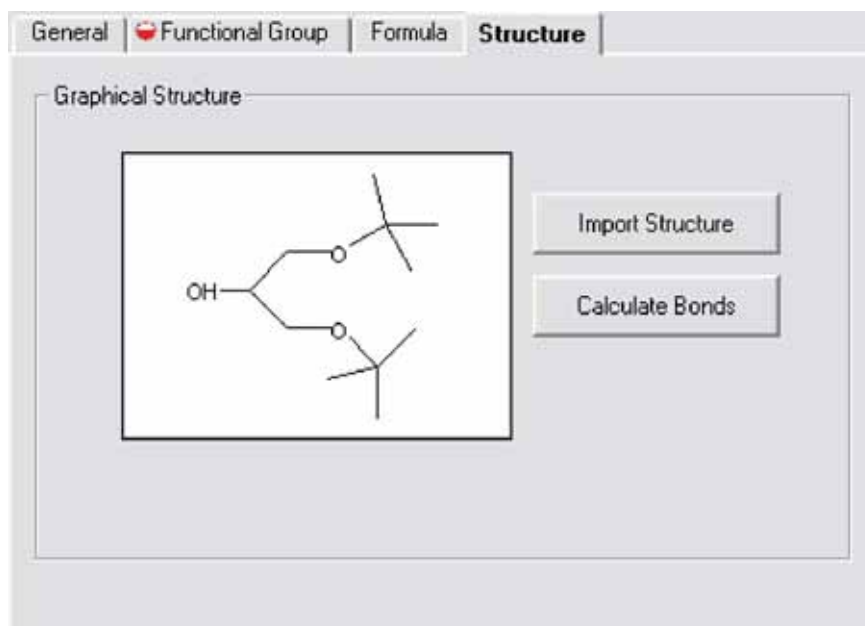 General Functional Group Formula Structure
Graphical Structure
O
OH
O
Import Structure
Calculate Bonds